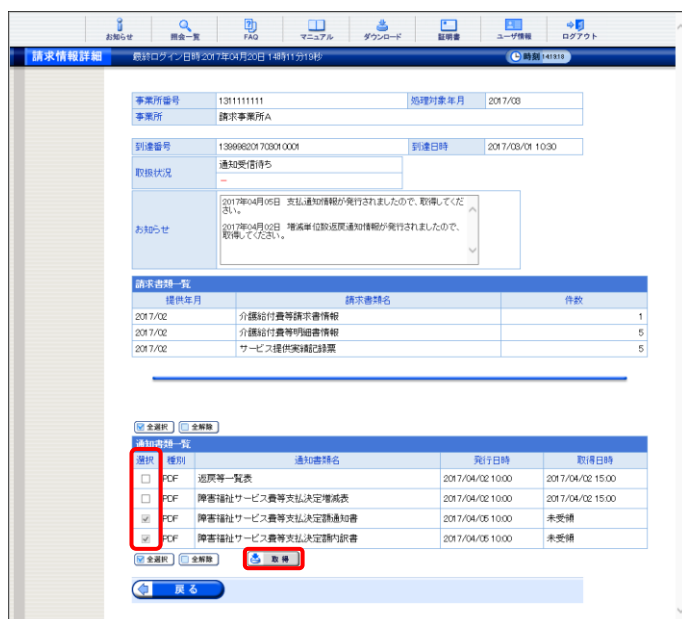 お知らせ 照会一覧 FAQ マニュアル ダウンロード 証明書 ユーザ情報 ログアウト
請求情報詳細 最終ログイン日時:2017年04月20日 14時11分19秒 時刻 14:19:18
事業所番号 1311111111 処理対象年月 2017/03
事業所 請求事業所A
到達番号 139998201703010001 到達日時 2017/03/01 10:30
取扱状況 通知受信待ち
－
お知らせ
2017年04月05日 支払通知情報が発行されましたので、取得してくだ
さい。
2017年04月02日 増減単位数返戻通知情報が発行されましたので、
取得してください。
請求書類一覧
提供年月 請求書類名 件数
2017/02 介護給付費等請求書情報 1
2017/02 介護給付費等明細書情報 5
2017/02 サービス提供実績記録票 5
全選択 全解除
通知書類一覧
選択 種別 通知書類名 発行日時 取得日時
PDF 返戻等一覧表 2017/04/02 10:00 2017/04/02 15:00
PDF 障害福祉サービス費等支払決定増減表 2017/04/02 10:00 2017/04/02 15:00
PDF 障害福祉サービス費等支払決定額通知書 2017/04/05 10:00 未受領
PDF 障害福祉サービス費等支払決定額内訳書 2017/04/05 10:00 未受領
全選択 全解除 取得
戻る